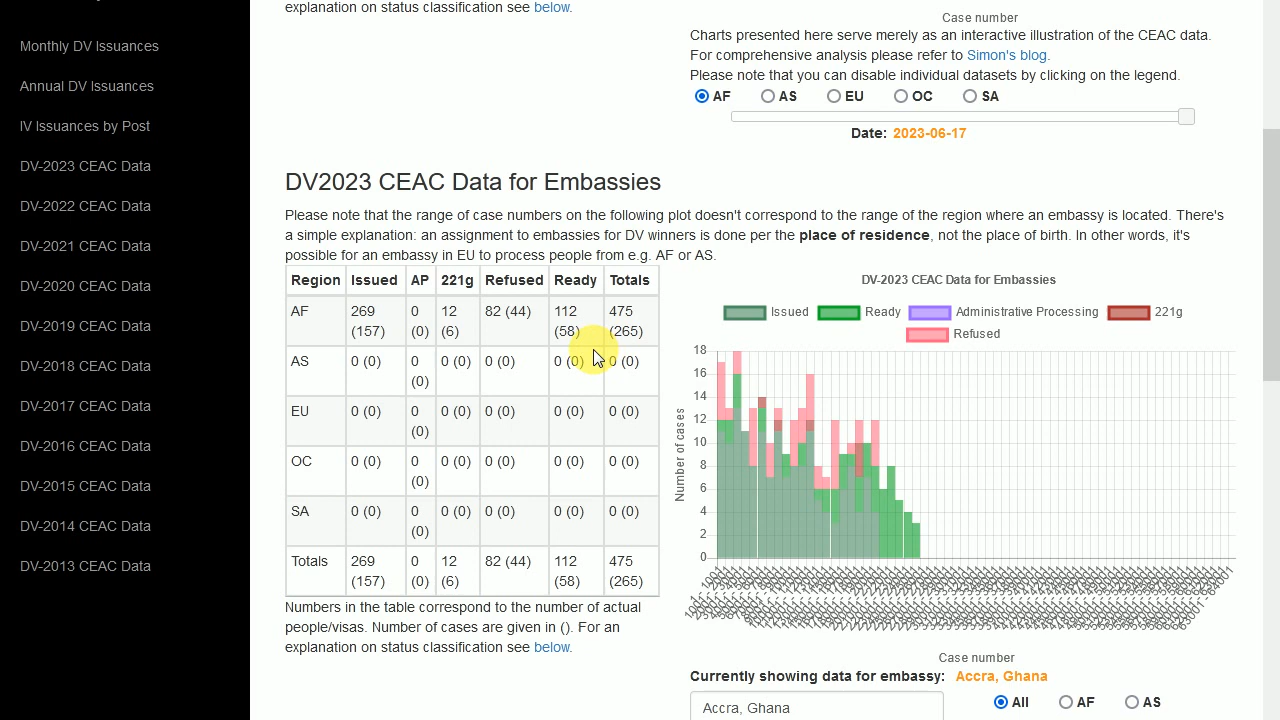 explanation on status classification see below.
Case number
Charts presented here serve merely as an interactive illustration of the CEAC data.
For comprehensive analysis please refer to Simon's blog.
Please note that you can disable individual datasets by clicking on the legend.
AF AS EU OC SA
Date: 2023-06-17
Monthly DV Issuances
Annual DV Issuances
IV Issuances by Post
DV-2023 CEAC Data
DV-2022 CEAC Data
DV-2021 CEAC Data
DV-2020 CEAC Data
DV-2019 CEAC Data
DV-2018 CEAC Data
DV-2017 CEAC Data
DV-2016 CEAC Data
DV-2015 CEAC Data
DV-2014 CEAC Data
DV-2013 CEAC Data
DV2023 CEAC Data for Embassies
Please note that the range of case numbers on the following plot doesn't correspond to the range of the region where an embassy is located. There's
a simple explanation: an assignment to embassies for DV winners is done per the place of residence, not the place of birth. In other words, it's
possible for an embassy in EU to process people from e.g. AF or AS.
Region Issued AP 221g Refused Ready Totals
AF 269 (157) 0 (0) 12 (6) 82 (44) 112 (58) 475 (265)
AS 0 (0) 0 (0) 0 (0) 0 (0) 0 (0) 0 (0)
EU 0 (0) 0 (0) 0 (0) 0 (0) 0 (0) 0 (0)
OC 0 (0) 0 (0) 0 (0) 0 (0) 0 (0) 0 (0)
SA 0 (0) 0 (0) 0 (0) 0 (0) 0 (0) 0 (0)
Totals 269 (157) 0 (0) 12 (6) 82 (44) 112 (58) 475 (265)
Numbers in the table correspond to the number of actual
people/visas. Number of cases are given in (). For an
explanation on status classification see below.
DV-2023 CEAC Data for Embassies
Issued Ready Administrative Processing 221g
Refused
Number of cases
18
16
14
12
10
8
6
4
2
0
Case number
Currently showing data for embassy: Accra, Ghana
Accra, Ghana
All AF AS